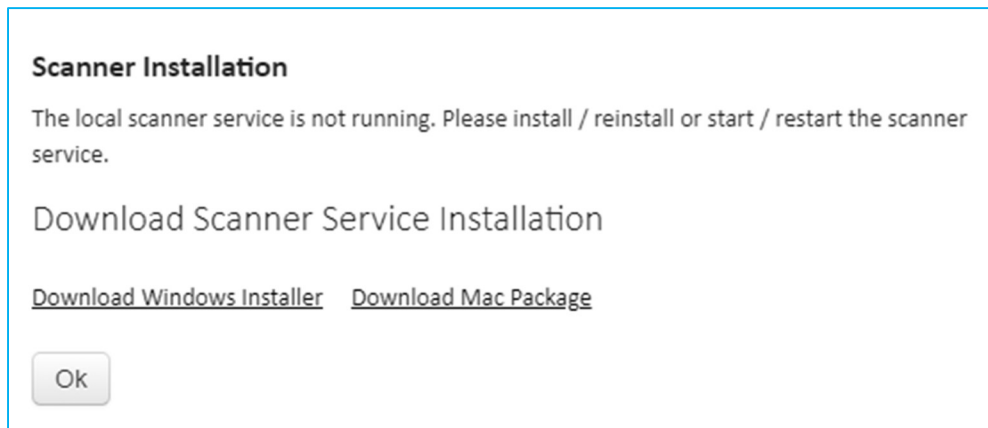 Scanner Installation
The local scanner service is not running. Please install / reinstall or start / restart the scanner
service.
Download Scanner Service Installation
Download Windows Installer Download Mac Package
Ok